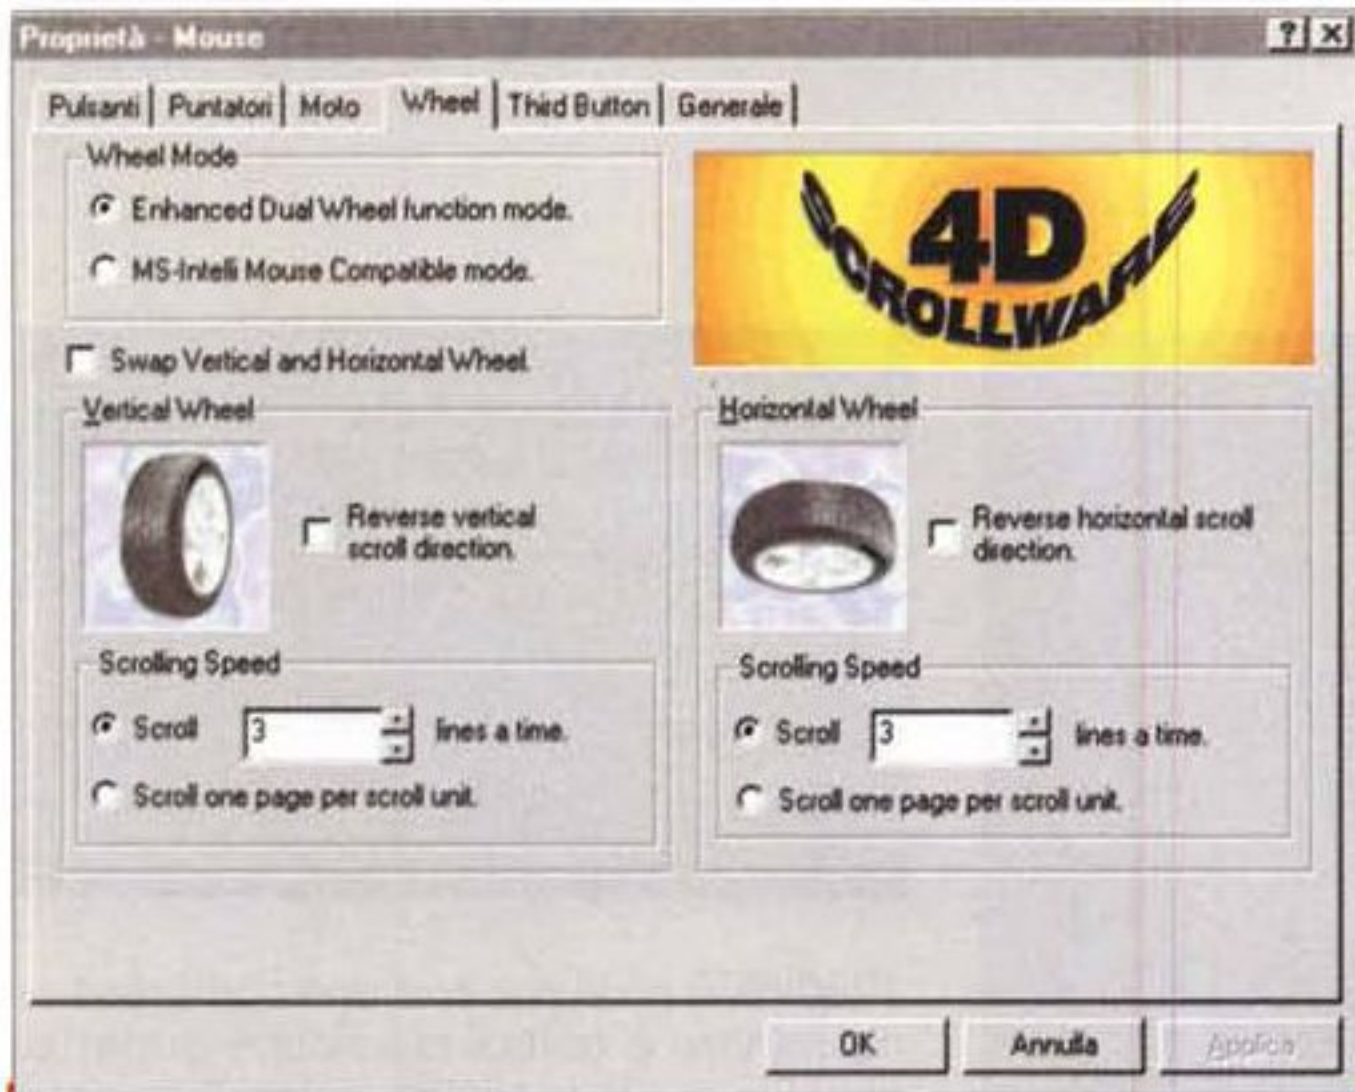 Proprietà - Mouse
Pulsanti Puntatori Moto Wheel Third Button Generale
Wheel Mode
Enhanced Dual Wheel function mode.
MS-Intelli Mouse Compatible mode.
4D
SCROLLWARE
Swap Vertical and Horizontal Wheel.
Vertical Wheel
Reverse vertical
scroll direction.
Scrolling Speed
Scroll 3 lines a time.
Scroll one page per scroll unit.
Horizontal Wheel
Reverse horizontal scroll
direction.
Scrolling Speed
Scroll 3 lines a time.
Scroll one page per scroll unit.
OK Annulla Applica